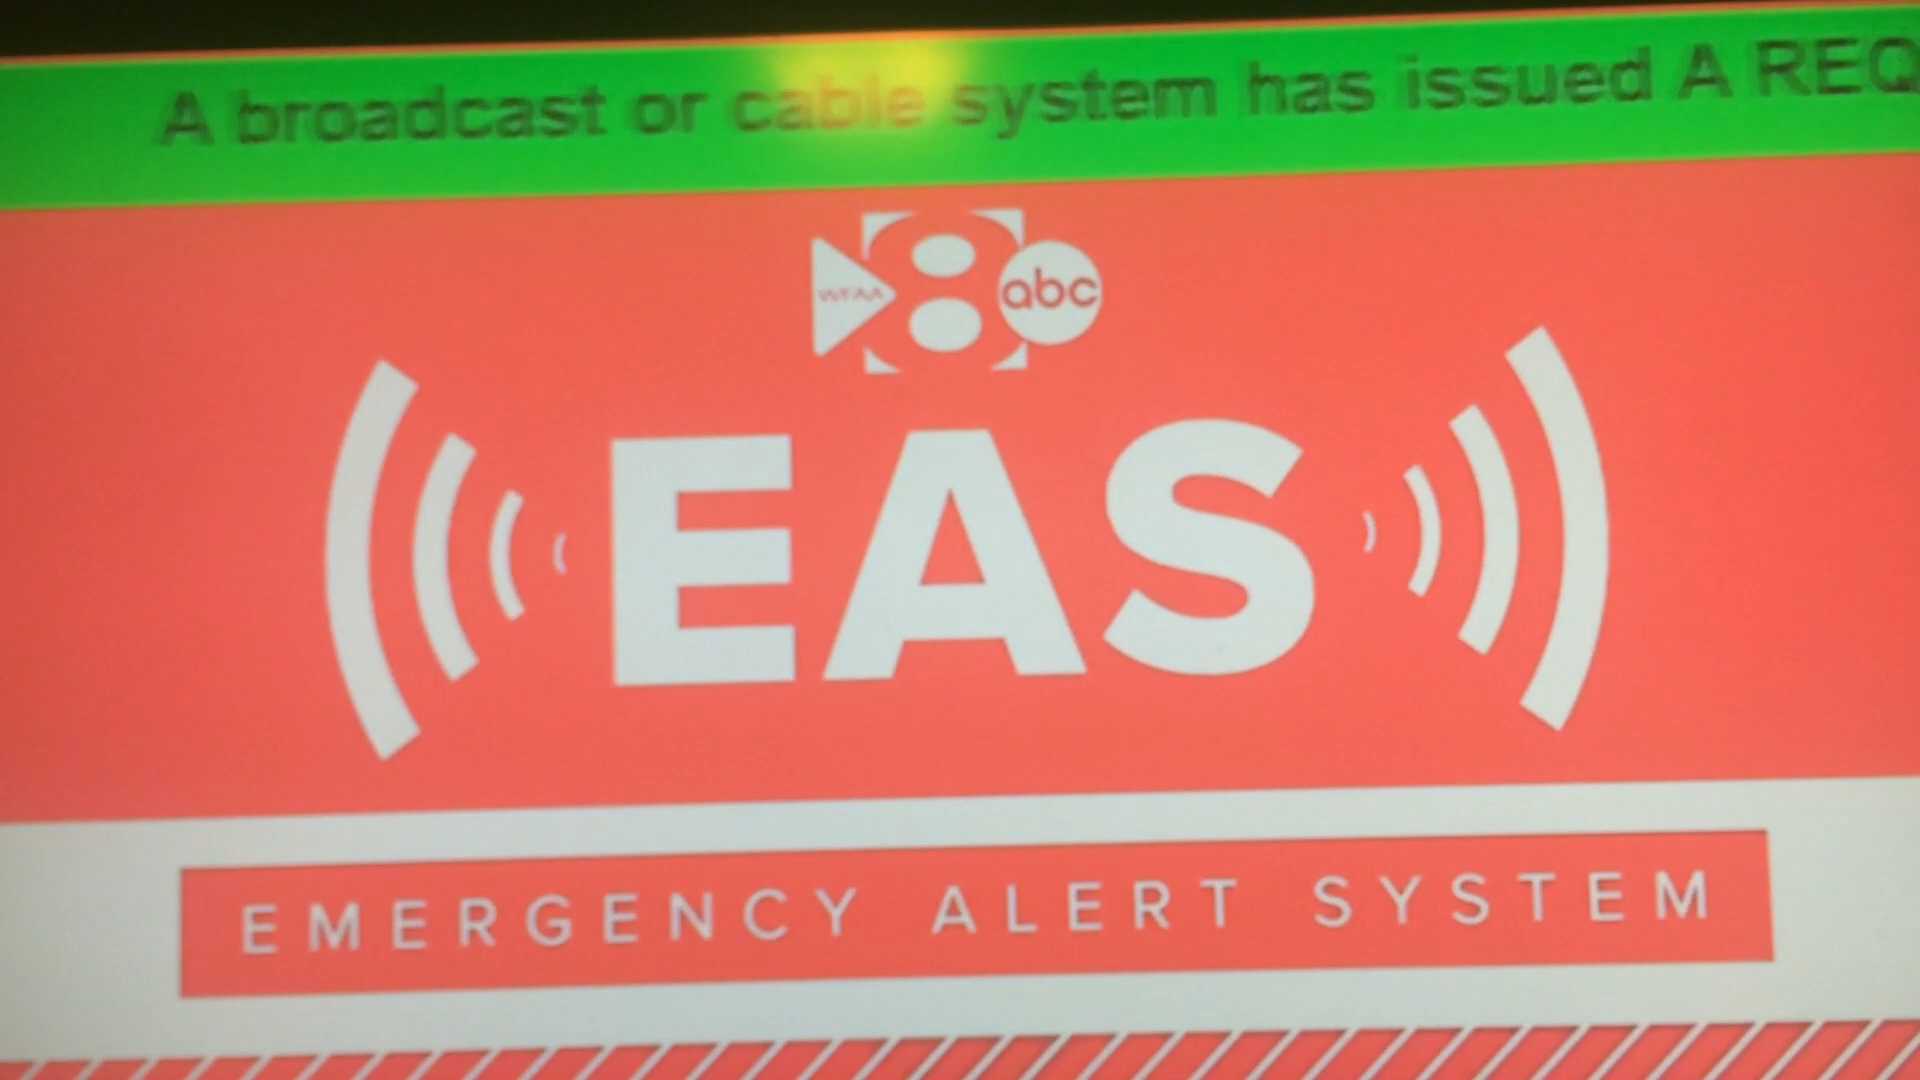 A broadcast or cable system has issued A REQ
WFAA 8 abc
EAS
EMERGENCY ALERT SYSTEM